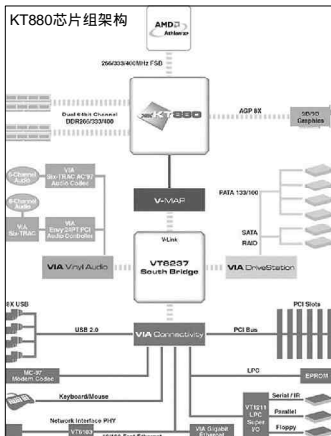 KT880芯片组架构
AMD
Athlon XP
266/333/400MHz FSB
Dual 64bit Channel
DDR266/333/400
KT880
AGP 8X
3D/2D
Graphics
6-Channel
Audio
VIA
Six-TRAC AC'97
Audio Codec
V-MAP
PATA 133/100
8-Channel
Audio
VIA
Six-TRAC
VIA
Envy 24PT PCI
Audio Controller
V-Link
SATA
RAID
VIA Vinyl Audio
VT8237
South Bridge
VIA DriveStation
8X USB
PCI Slots
USB 2.0
VIA Connectivity
PCI Bus
MC-97
Modem Codec
LPC
EPROM
Keyboard/Mouse
VT1211
LPC
Super
I/O
Serial / IR
Parallel
Floppy
Network Interface PHY
VT6103
VIA Gigabit
Ethernet